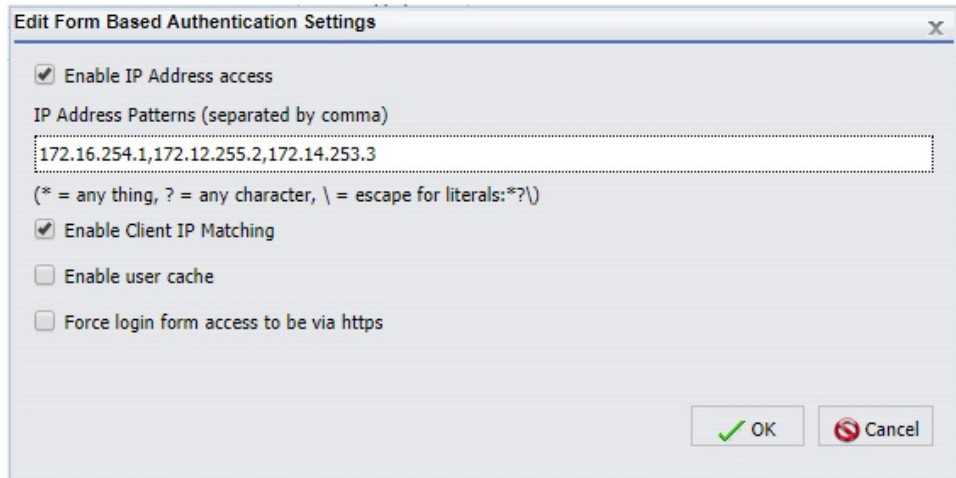 Edit Form Based Authentication Settings
x
Enable IP Address access
IP Address Patterns (separated by comma)
172.16.254.1,172.12.255.2,172.14.253.3
(* = any thing, ? = any character, \ = escape for literals:*?\)
Enable Client IP Matching
Enable user cache
Force login form access to be via https
OK Cancel